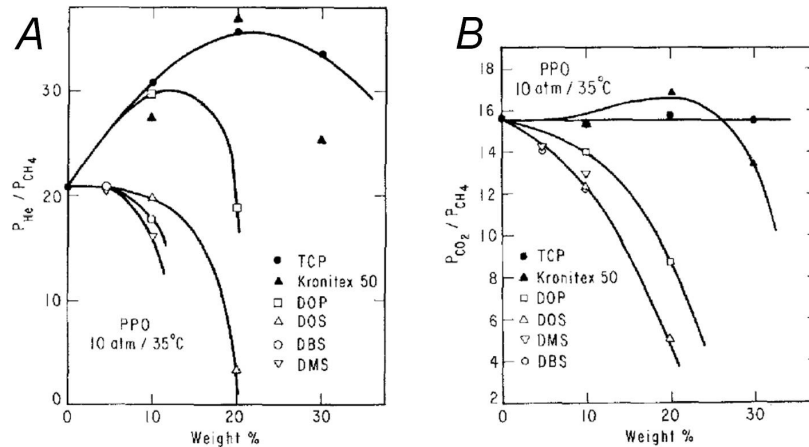 A
P_He / P_CH4
40
30
20
10
0
TCP
Kronitex 50
DOP
DOS
DBS
DMS
PPO
10 atm / 35°C
0
10
20
30
Weight %
B
P_CO2 / P_CH4
18
16
14
12
10
8
6
4
2
PPO
10 atm / 35°C
TCP
Kronitex 50
DOP
DOS
DMS
DBS
0
10
20
30
Weight %